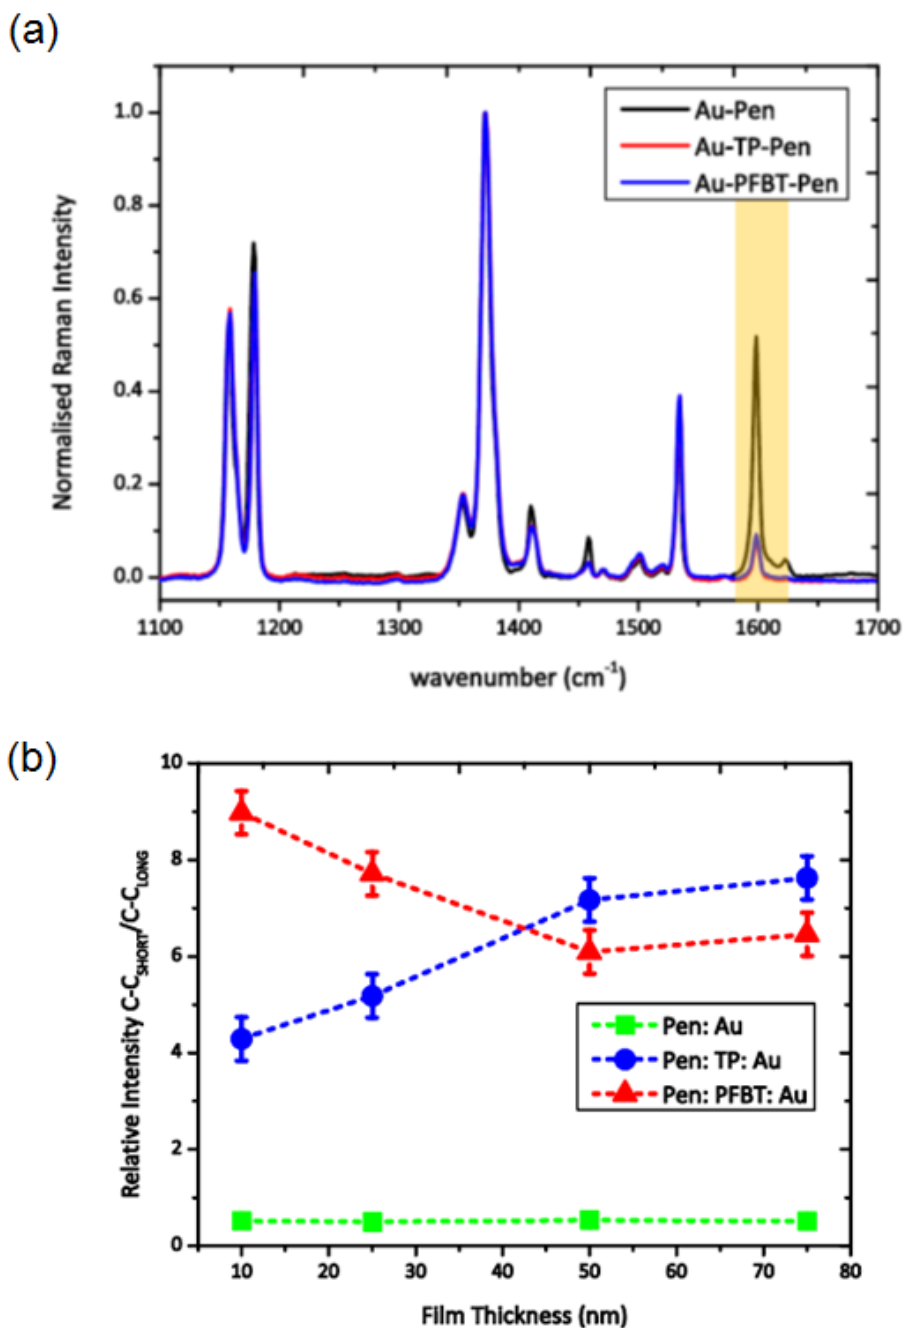 (a)
Normalised Raman Intensity
1.0
0.8
0.6
0.4
0.2
0.0
Au-Pen
Au-TP-Pen
Au-PFBT-Pen
1100 1200 1300 1400 1500 1600 1700
wavenumber (cm⁻¹)
(b)
Relative Intensity C-C_SHORT/C-C_LONG
10
8
6
4
2
0
Pen: Au
Pen: TP: Au
Pen: PFBT: Au
10 20 30 40 50 60 70 80
Film Thickness (nm)